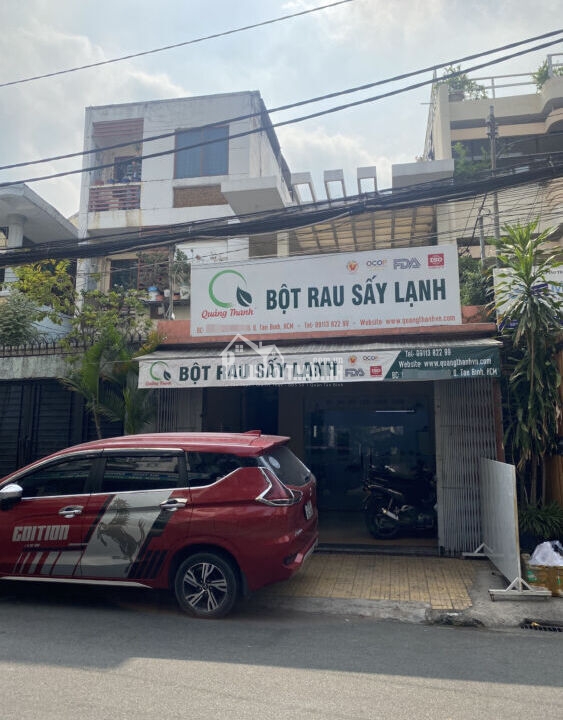 Quảng Thanh
BỘT RAU SẤY LẠNH
OCOP
FDA
ISO
Q. Tân Bình, HCM - Tel: 09113 822 99 - Website www.quangthanhvn.com
Quảng Thanh
BỘT RAU SẤY LẠNH
OCOP
FDA
ISO
Tel: 09113 822 99
Website www.quangthanhvn.com
Q. Tân Bình, HCM
EDITION